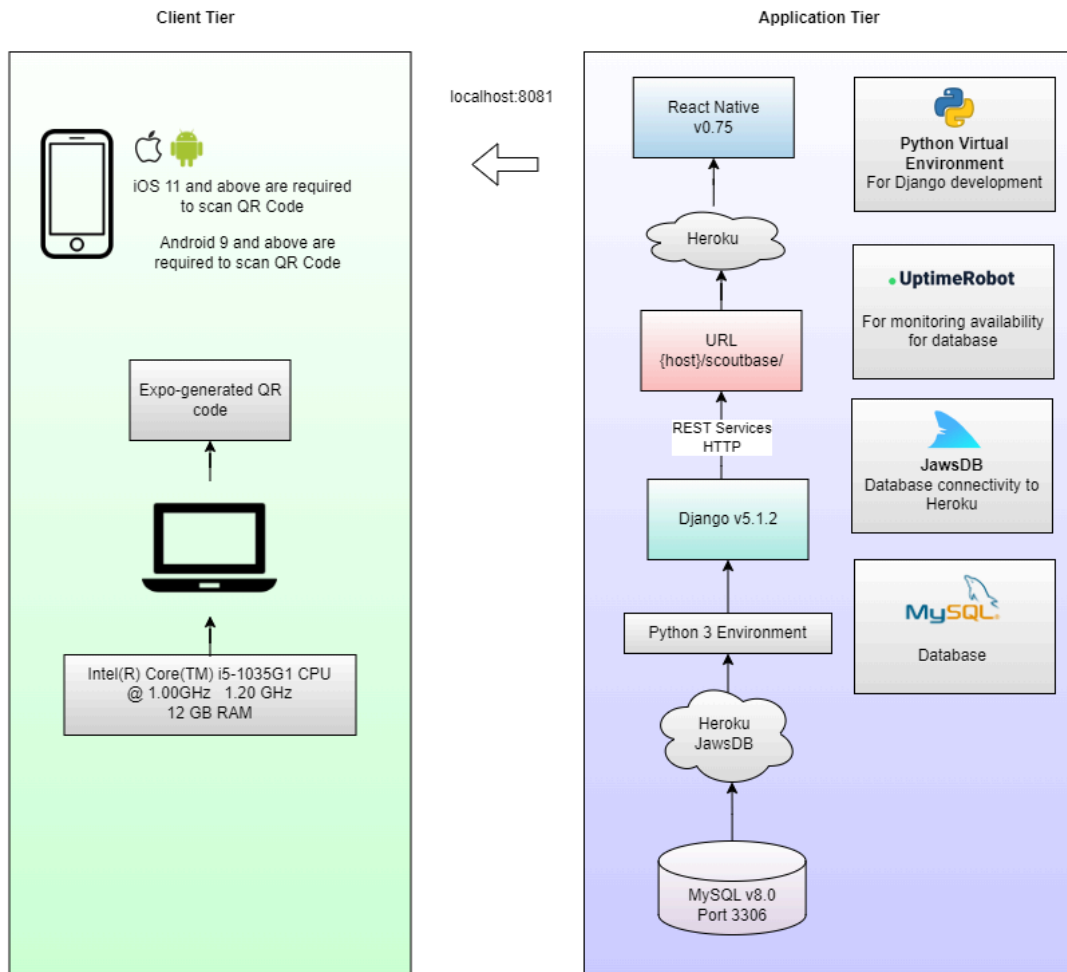 Client Tier
Application Tier
iOS 11 and above are required
to scan QR Code
Android 9 and above are
required to scan QR Code
Expo-generated QR
code
Intel(R) Core(TM) i5-1035G1 CPU
@ 1.00GHz 1.20 GHz
12 GB RAM
localhost:8081
React Native
v0.75
Heroku
URL
{host}/scoutbase/
REST Services
HTTP
Django v5.1.2
Python 3 Environment
Heroku
JawsDB
MySQL v8.0
Port 3306
Python Virtual
Environment
For Django development
UptimeRobot
For monitoring availability
for database
JawsDB
Database connectivity to
Heroku
MySQL®
Database